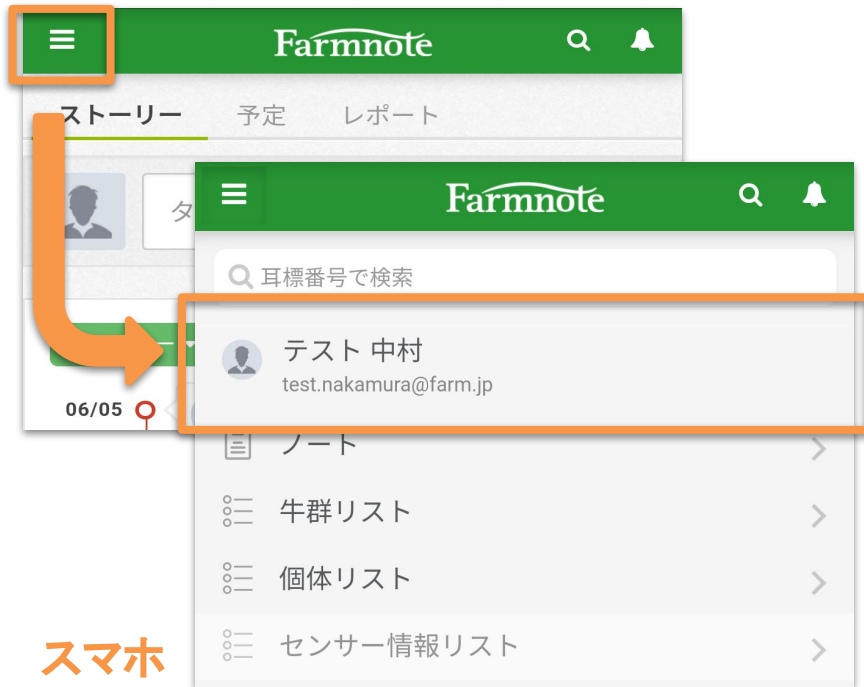 Farmnote
ストーリー 予定 レポート
タ
ー
06/05
Farmnote
耳標番号で検索
テスト 中村
test.nakamura@farm.jp
ノート
牛群リスト
個体リスト
センサー情報リスト
スマホ